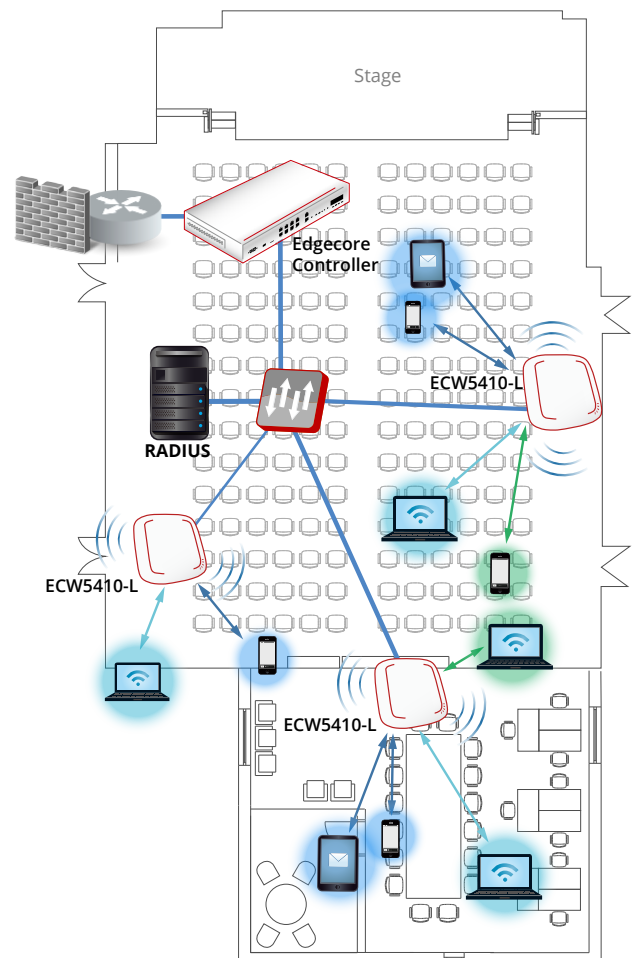 Stage
Edgecore
Controller
ECW5410-L
RADIUS
ECW5410-L
ECW5410-L